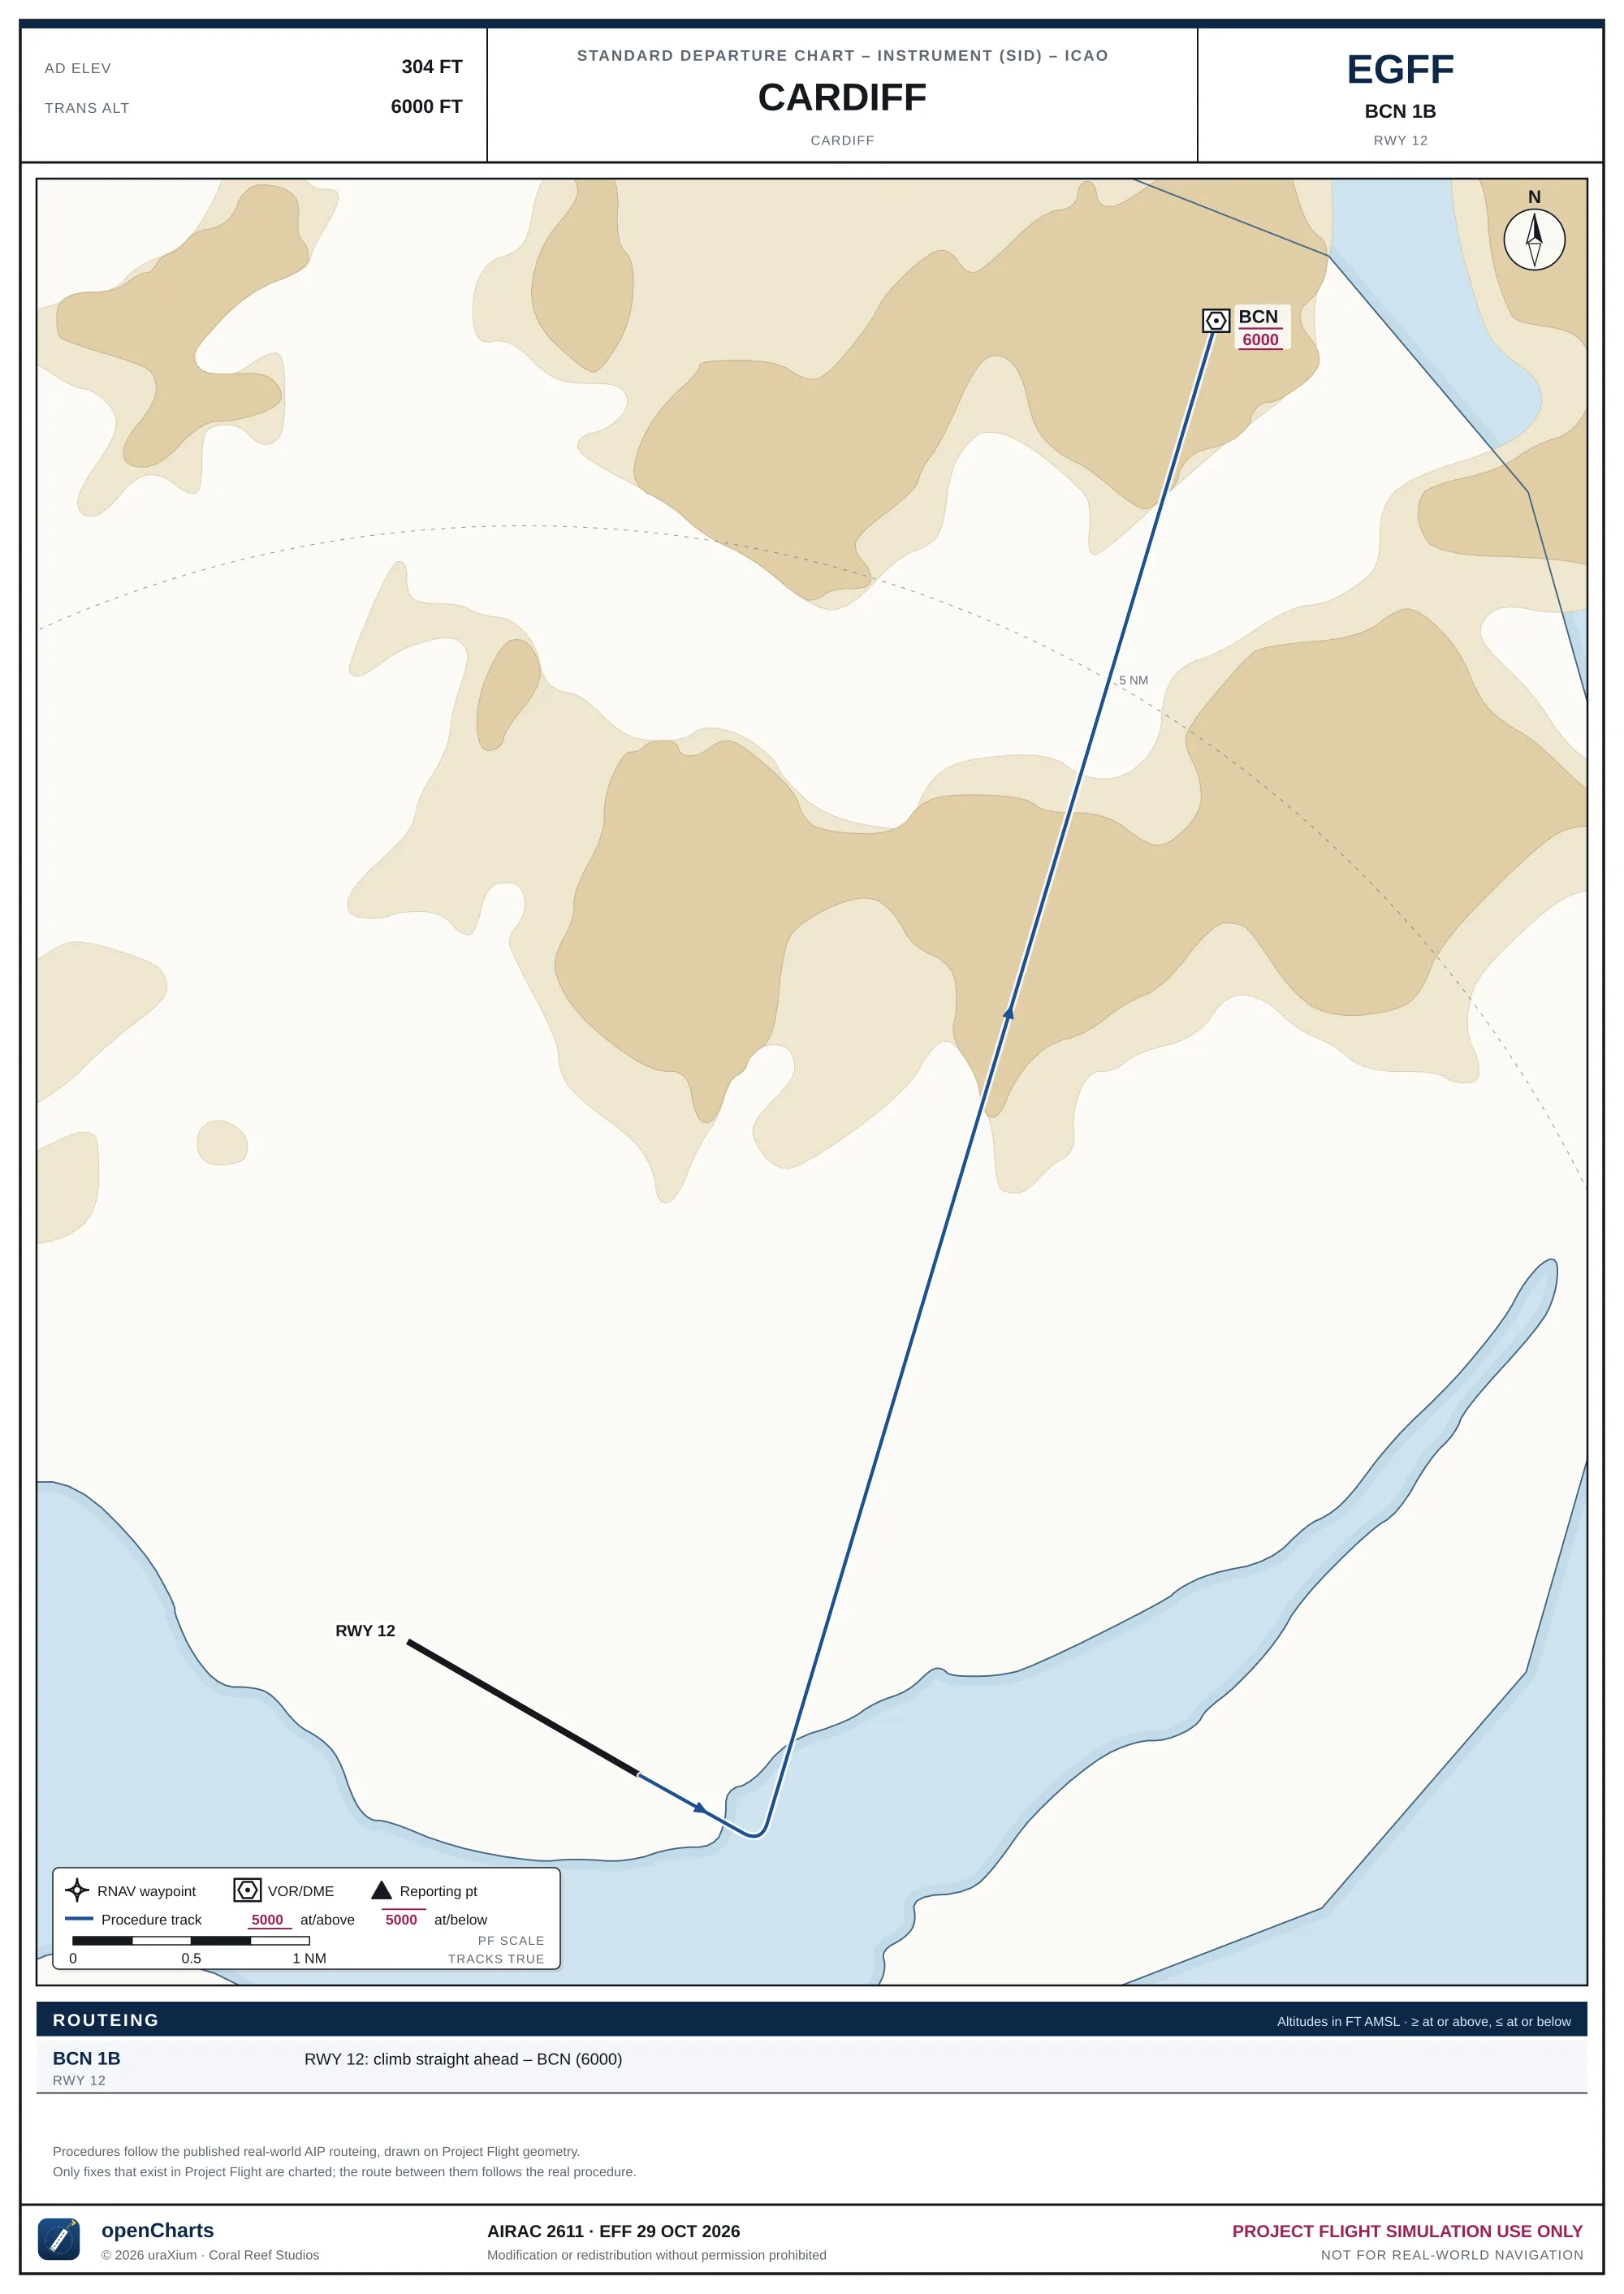 AD ELEV 304 FT
TRANS ALT 6000 FT
STANDARD DEPARTURE CHART – INSTRUMENT (SID) – ICAO
CARDIFF
CARDIFF
EGFF
BCN 1B
RWY 12
N
BCN
6000
5 NM
RWY 12
RNAV waypoint VOR/DME Reporting pt
Procedure track 5000 at/above 5000 at/below
PF SCALE
0 0.5 1 NM TRACKS TRUE
ROUTEING Altitudes in FT AMSL · ≥ at or above, ≤ at or below
BCN 1B RWY 12: climb straight ahead – BCN (6000)
RWY 12
Procedures follow the published real-world AIP routeing, drawn on Project Flight geometry.
Only fixes that exist in Project Flight are charted; the route between them follows the real procedure.
openCharts AIRAC 2611 · EFF 29 OCT 2026 PROJECT FLIGHT SIMULATION USE ONLY
© 2026 uraXium · Coral Reef Studios Modification or redistribution without permission prohibited NOT FOR REAL-WORLD NAVIGATION